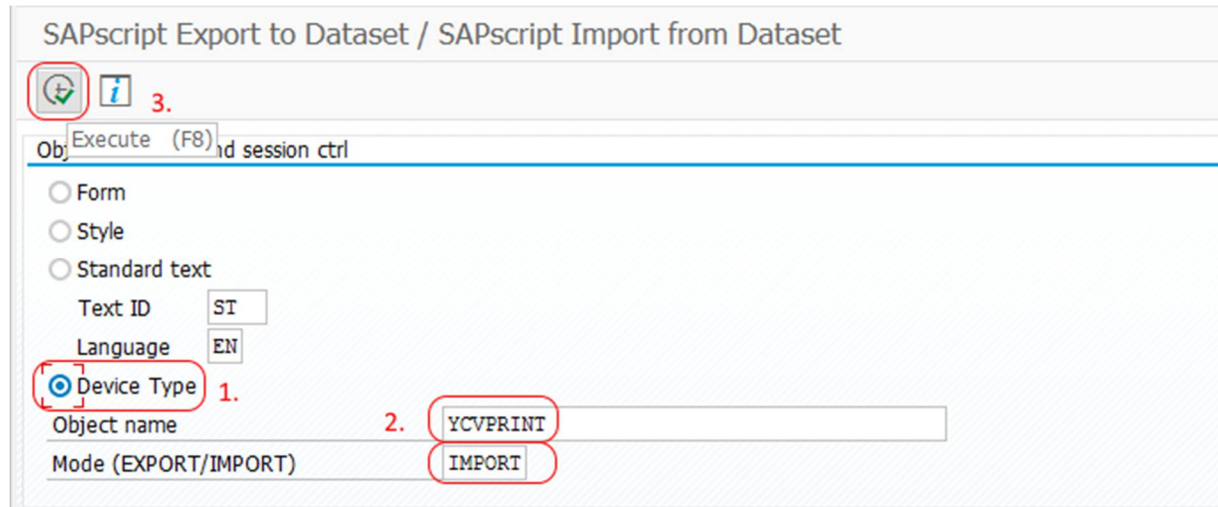 SAPscript Export to Dataset / SAPscript Import from Dataset
i 3.
Execute (F8)
Obj nd session ctrl
Form
Style
Standard text
Text ID ST
Language EN
Device Type 1.
Object name 2. YCVPRINT
Mode (EXPORT/IMPORT) IMPORT